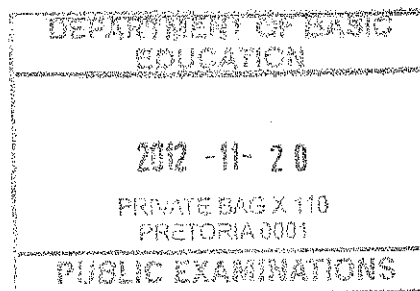 DEPARTMENT OF BASIC
EDUCATION
2012 -11- 20
PRIVATE BAG X 110
PRETORIA 0001
PUBLIC EXAMINATIONS